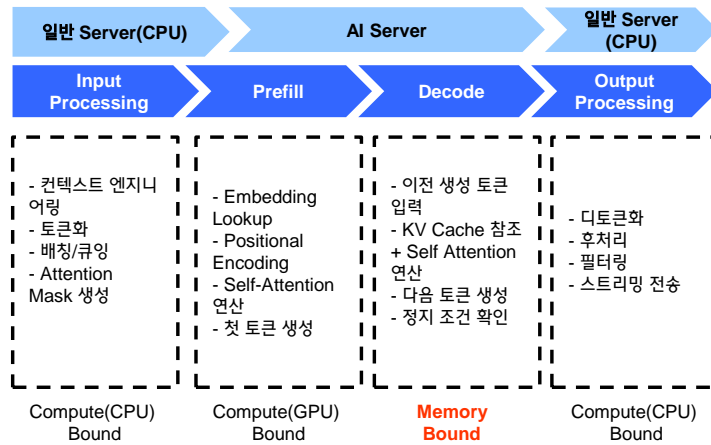 일반 Server(CPU)
AI Server
일반 Server
(CPU)
Input
Processing
Prefill
Decode
Output
Processing
- 컨텍스트 엔지니
어링
- 토큰화
- 배칭/큐잉
- Attention
Mask 생성
- Embedding
Lookup
- Positional
Encoding
- Self-Attention
연산
- 첫 토큰 생성
- 이전 생성 토큰
입력
- KV Cache 참조
+ Self Attention
연산
- 다음 토큰 생성
- 정지 조건 확인
- 디토큰화
- 후처리
- 필터링
- 스트리밍 전송
Compute(CPU)
Bound
Compute(GPU)
Bound
Memory
Bound
Compute(CPU)
Bound